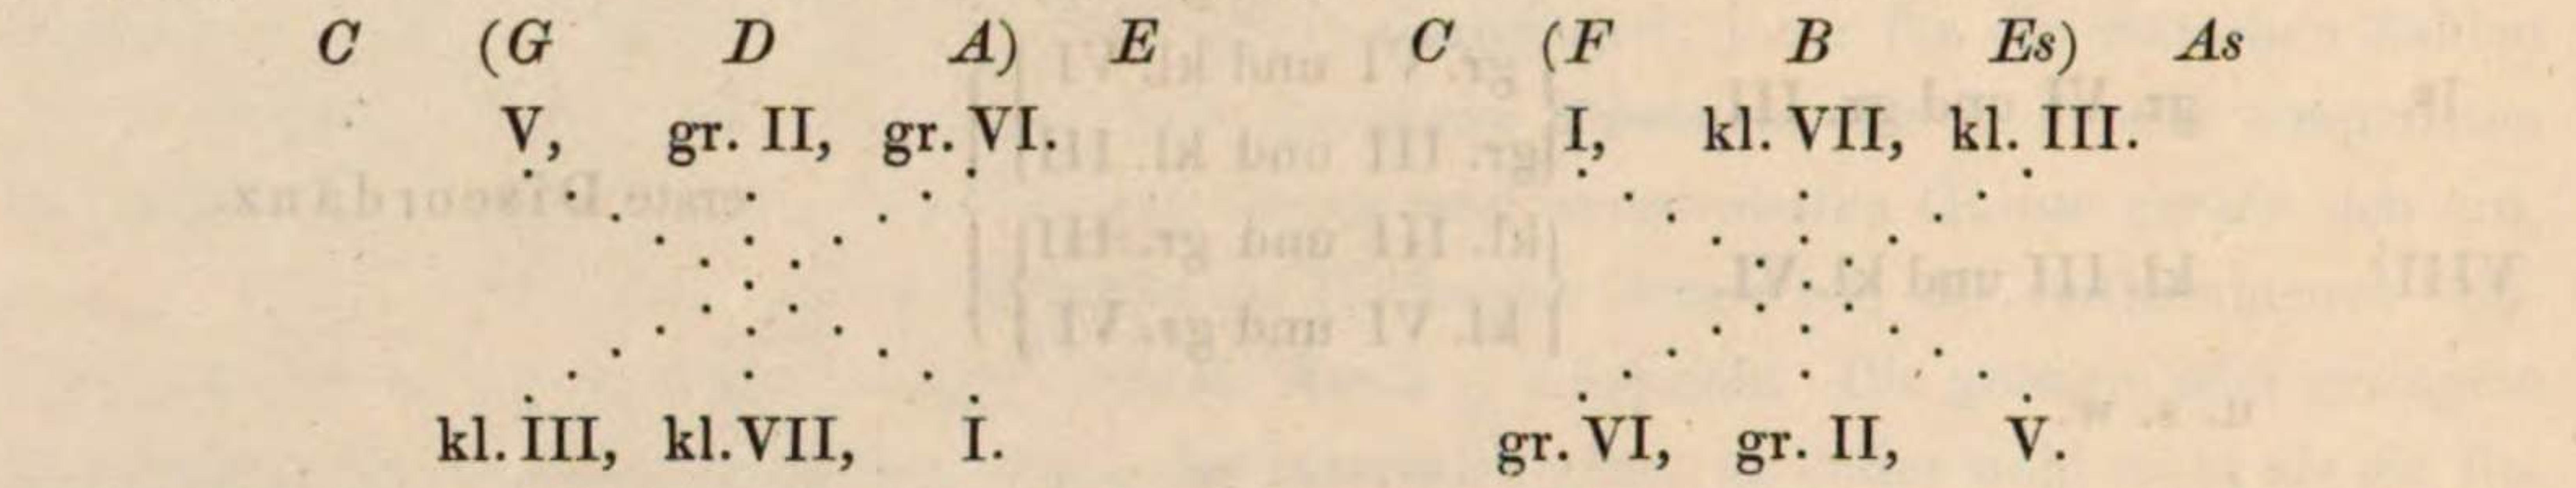 C (G D A) E C (F B Es) As
V, gr. II, gr. VI. I, kl. VII, kl. III.
kl. III, kl. VII, I. gr. VI, gr. II, V.